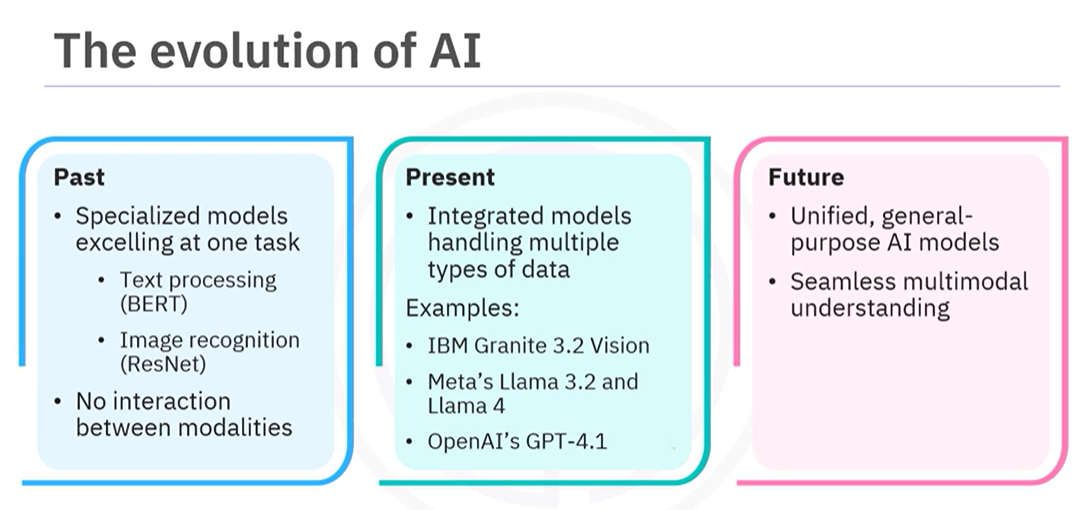 The evolution of AI
Past
• Specialized models
excelling at one task
• Text processing
(BERT)
• Image recognition
(ResNet)
• No interaction
between modalities
Present
• Integrated models
handling multiple
types of data
Examples:
• IBM Granite 3.2 Vision
• Meta’s Llama 3.2 and
Llama 4
• OpenAI’s GPT-4.1
Future
• Unified, general-
purpose AI models
• Seamless multimodal
understanding